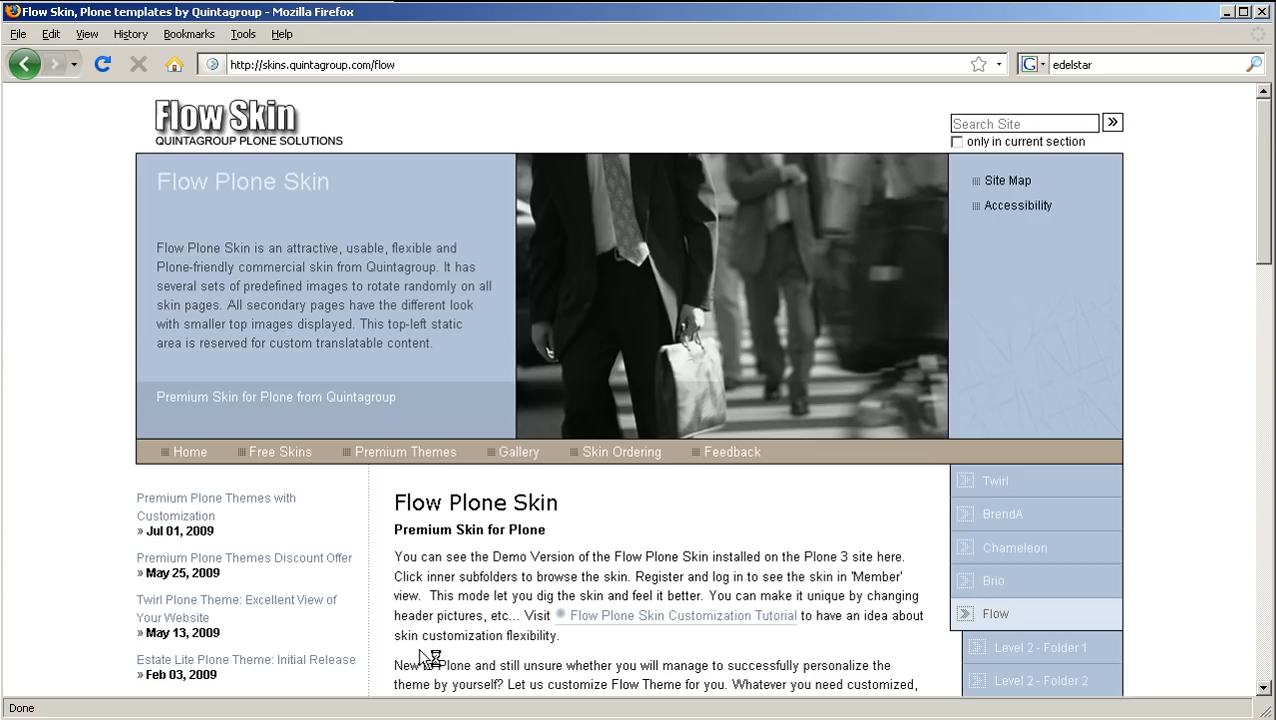 Flow Skin, Plone templates by Quintagroup - Mozilla Firefox
File Edit View History Bookmarks Tools Help
http://skins.quintagroup.com/flow
G edelstar
Flow Skin
QUINTAGROUP PLONE SOLUTIONS
Search Site
only in current section
Flow Plone Skin
Flow Plone Skin is an attractive, usable, flexible and
Plone-friendly commercial skin from Quintagroup. It has
several sets of predefined images to rotate randomly on all
skin pages. All secondary pages have the different look
with smaller top images displayed. This top-left static
area is reserved for custom translatable content.
Premium Skin for Plone from Quintagroup
Site Map
Accessibility
Home Free Skins Premium Themes Gallery Skin Ordering Feedback
Premium Plone Themes with
Customization
» Jul 01, 2009
Premium Plone Themes Discount Offer
» May 25, 2009
Twirl Plone Theme: Excellent View of
Your Website
» May 13, 2009
Estate Lite Plone Theme: Initial Release
» Feb 03, 2009
Flow Plone Skin
Premium Skin for Plone
You can see the Demo Version of the Flow Plone Skin installed on the Plone 3 site here.
Click inner subfolders to browse the skin. Register and log in to see the skin in 'Member'
view. This mode let you dig the skin and feel it better. You can make it unique by changing
header pictures, etc... Visit Flow Plone Skin Customization Tutorial to have an idea about
skin customization flexibility.
New Plone and still unsure whether you will manage to successfully personalize the
theme by yourself? Let us customize Flow Theme for you. Whatever you need customized,
Twirl
BrendA
Chameleon
Brio
Flow
Level 2 - Folder 1
Level 2 - Folder 2
Done